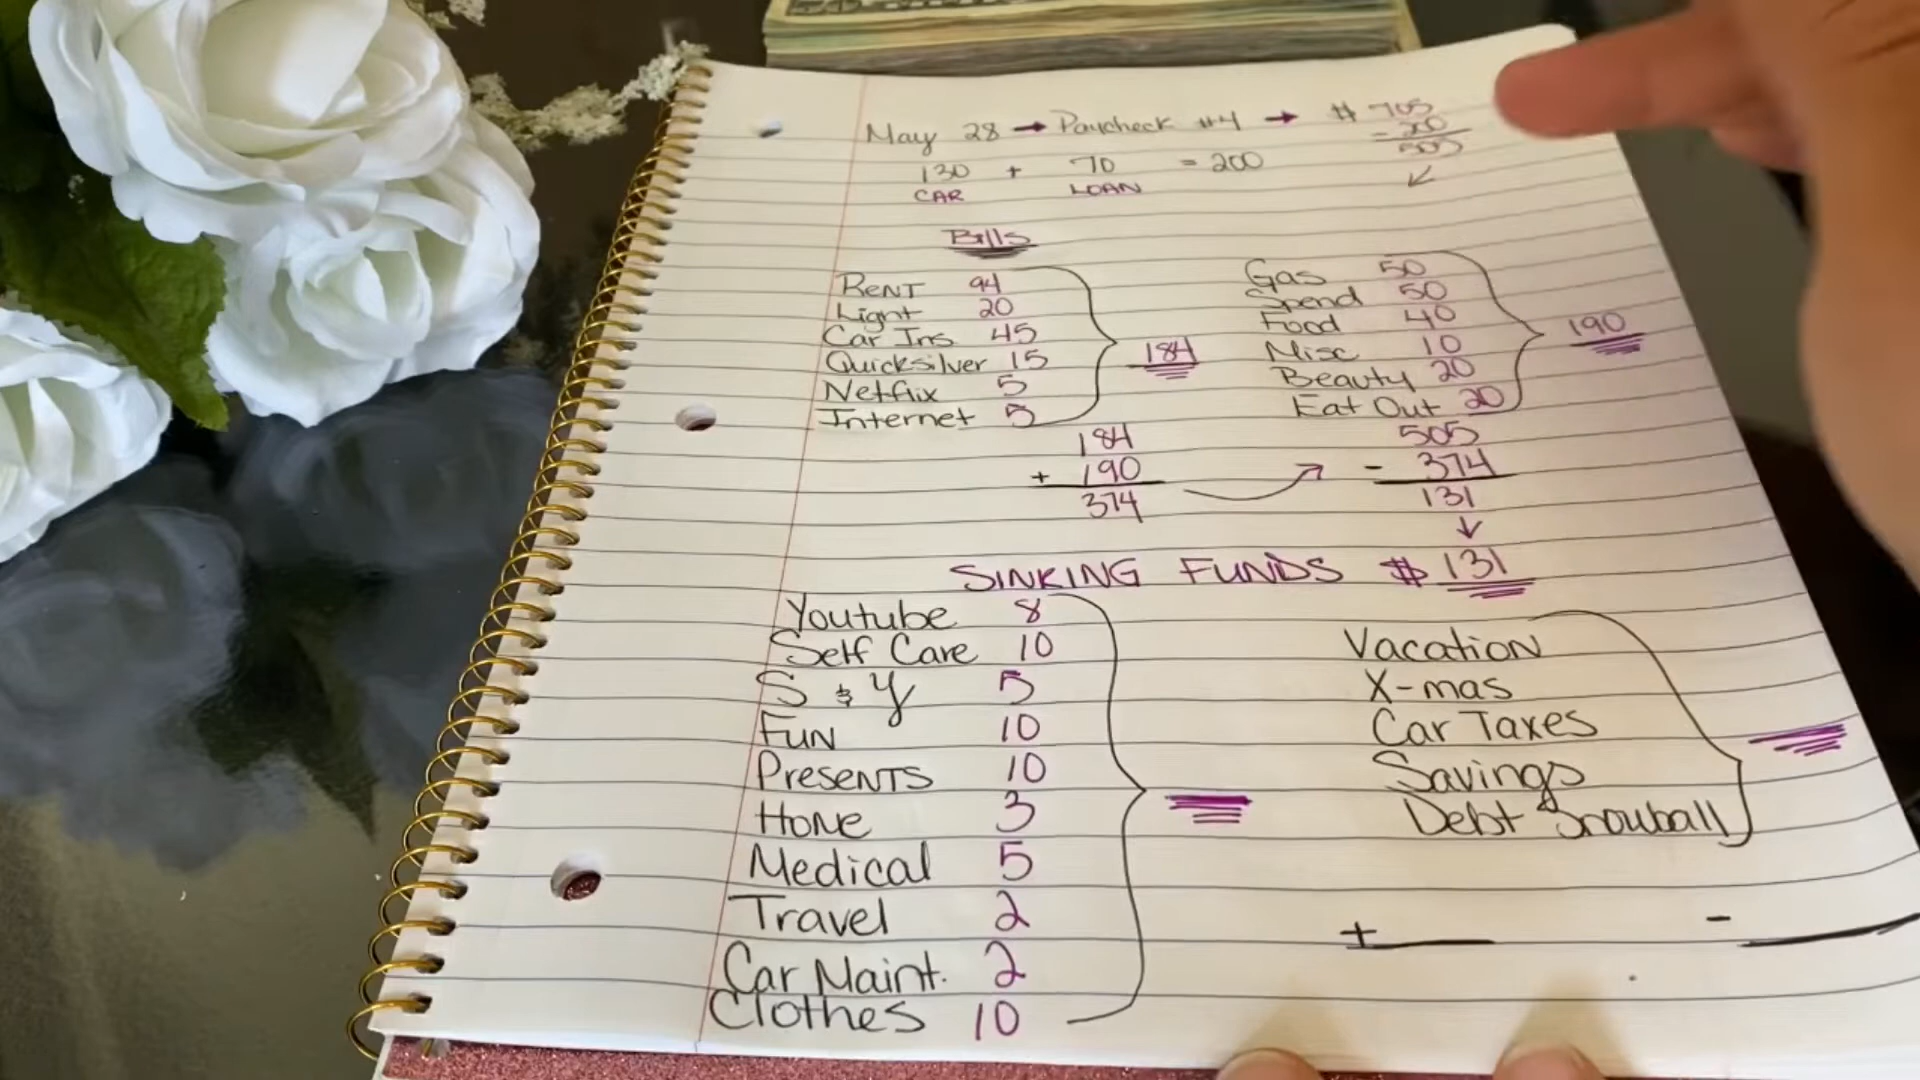 May 28 → Paycheck #4 → $ 705
- 200
505
130 + 70 = 200
CAR LOAN
Bills
RENT 94
Light 20
Car Ins 45
Quicksilver 15
Netflix 5
Internet 5
184
Gas 50
Spend 50
Food 40
Misc 10
Beauty 20
Eat Out 20
190
184
+ 190
374
505
- 374
131
SINKING FUNDS $ 131
Youtube 8
Self Care 10
S & Y 5
FUN 10
PresenTS 10
Home 3
Medical 5
Travel 2
Car Maint. 2
Clothes 10
Vacation
X-mas
Car Taxes
Savings
Debt Snowball
+
-